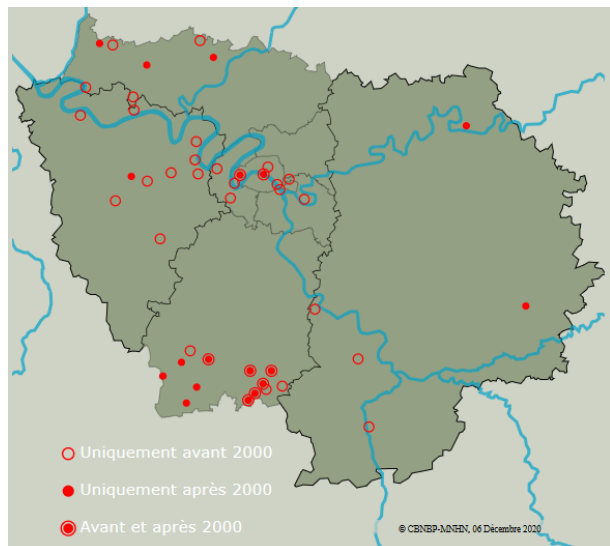 Uniquement avant 2000
Uniquement après 2000
Avant et après 2000
© CBNBP-MNHN, 06 Décembre 2020